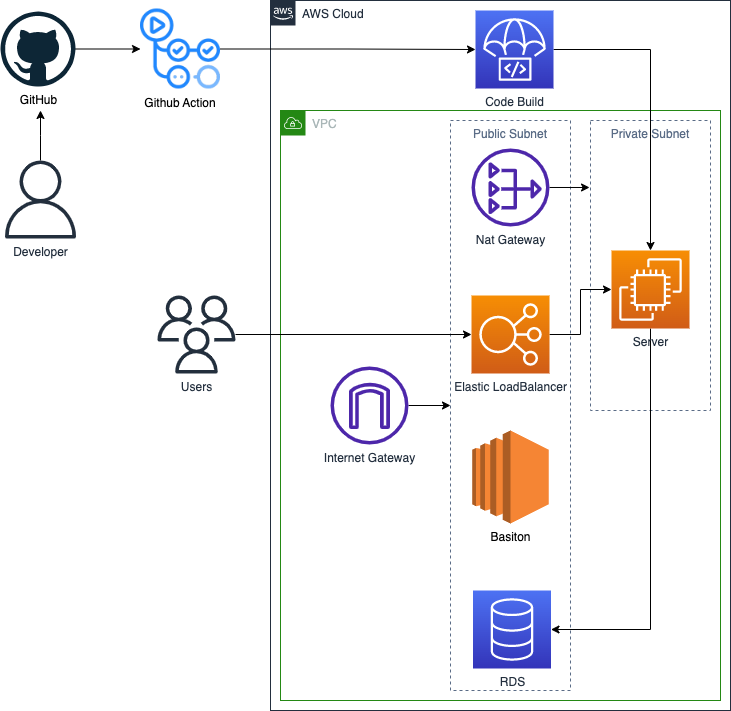 aws
AWS Cloud
GitHub
Github Action
</>
Code Build
VPC
Public Subnet
Private Subnet
Nat Gateway
Developer
Server
Users
Elastic LoadBalancer
Internet Gateway
Basiton
RDS